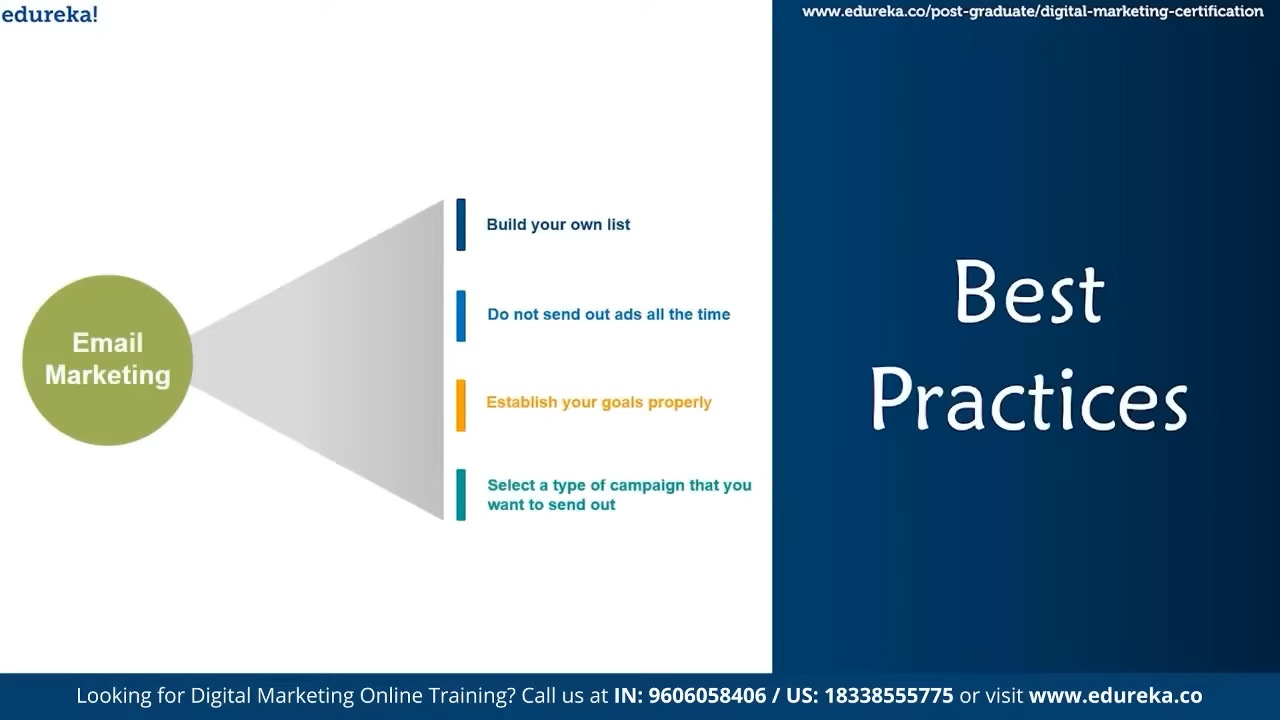 edureka!
www.edureka.co/post-graduate/digital-marketing-certification
Email
Marketing
Build your own list
Do not send out ads all the time
Establish your goals properly
Select a type of campaign that you
want to send out
Best
Practices
Looking for Digital Marketing Online Training? Call us at IN: 9606058406 / US: 18338555775 or visit www.edureka.co